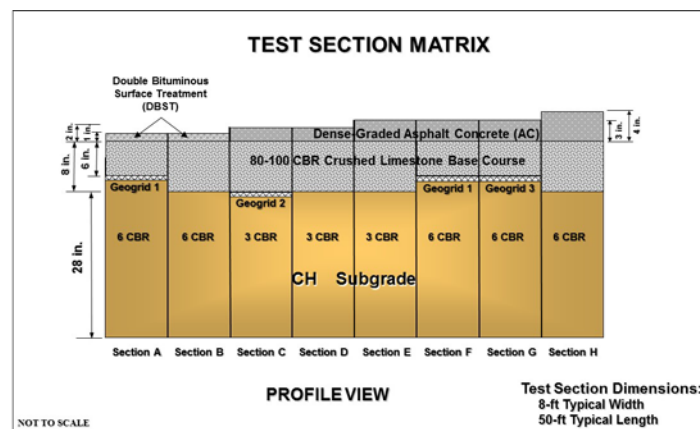 TEST SECTION MATRIX
Double Bituminous
Surface Treatment
(DBST)
2 in.
1 in.
3 in.
4 in.
Dense-Graded Asphalt Concrete (AC)
8 in.
6 in.
80-100 CBR Crushed Limestone Base Course
Geogrid 1
Geogrid 2
Geogrid 1
Geogrid 3
6 CBR
6 CBR
3 CBR
3 CBR
3 CBR
6 CBR
6 CBR
6 CBR
28 in.
CH Subgrade
Section A
Section B
Section C
Section D
Section E
Section F
Section G
Section H
PROFILE VIEW
Test Section Dimensions:
8-ft Typical Width
50-ft Typical Length
NOT TO SCALE